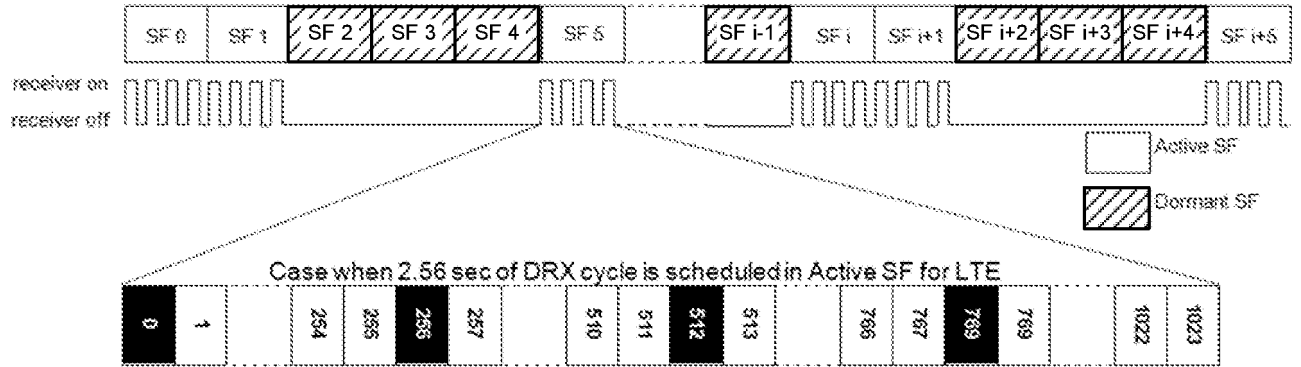 SF 0 SF 1 SF 2 SF 3 SF 4 SF 5 SF i-1 SF i SF i+1 SF i+2 SF i+3 SF i+4 SF i+5
receiver on
receiver off
Active SF
Dormant SF
Case when 2.56 sec of DRX cycle is scheduled in Active SF for LTE
0 1 254 255 256 257 510 511 512 513 766 767 769 769 1022 1023